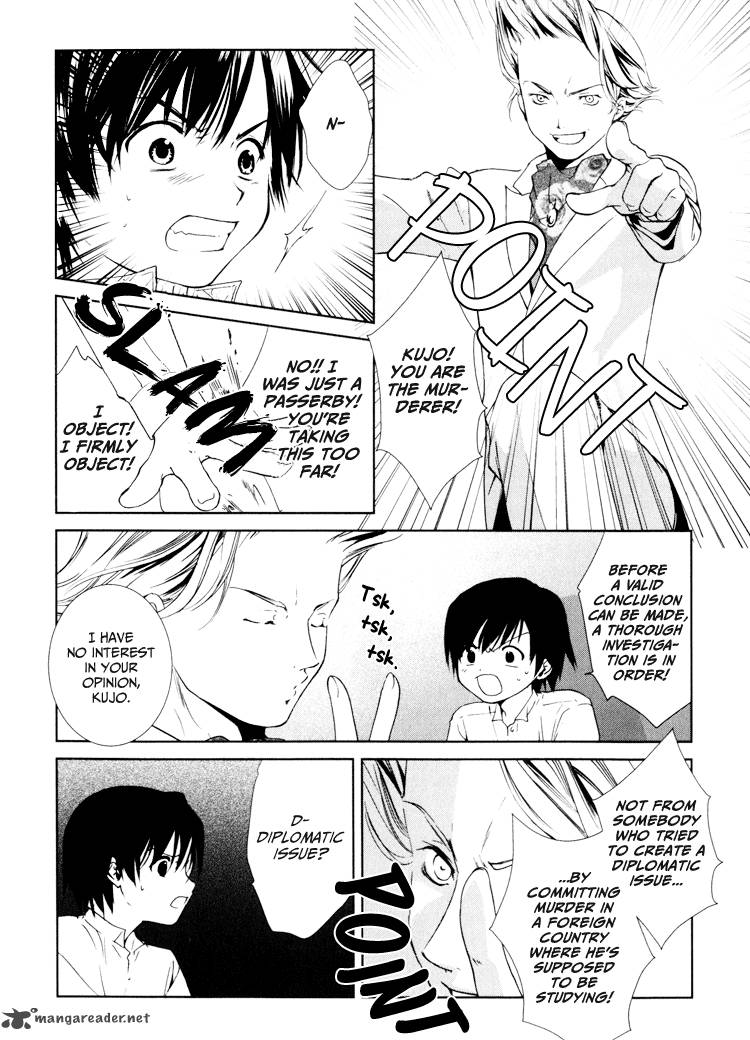 POINT
KUJO!
YOU ARE
THE MUR-
DERER!
N-
NO!! I
WAS JUST A
PASSERBY!
YOU'RE
TAKING
THIS TOO
FAR!
SLAM
I
OBJECT!
I FIRMLY
OBJECT!
BEFORE
A VALID
CONCLUSION
CAN BE MADE,
A THOROUGH
INVESTIGA-
TION IS IN
ORDER!
Tsk,
tsk,
tsk.
I HAVE
NO INTEREST
IN YOUR
OPINION,
KUJO.
NOT FROM
SOMEBODY
WHO TRIED
TO CREATE A
DIPLOMATIC
ISSUE...
...BY
COMMITTING
MURDER IN
A FOREIGN
COUNTRY
WHERE HE'S
SUPPOSED
TO BE
STUDYING!
POINT
D-
DIPLOMATIC
ISSUE?
mangareader.net